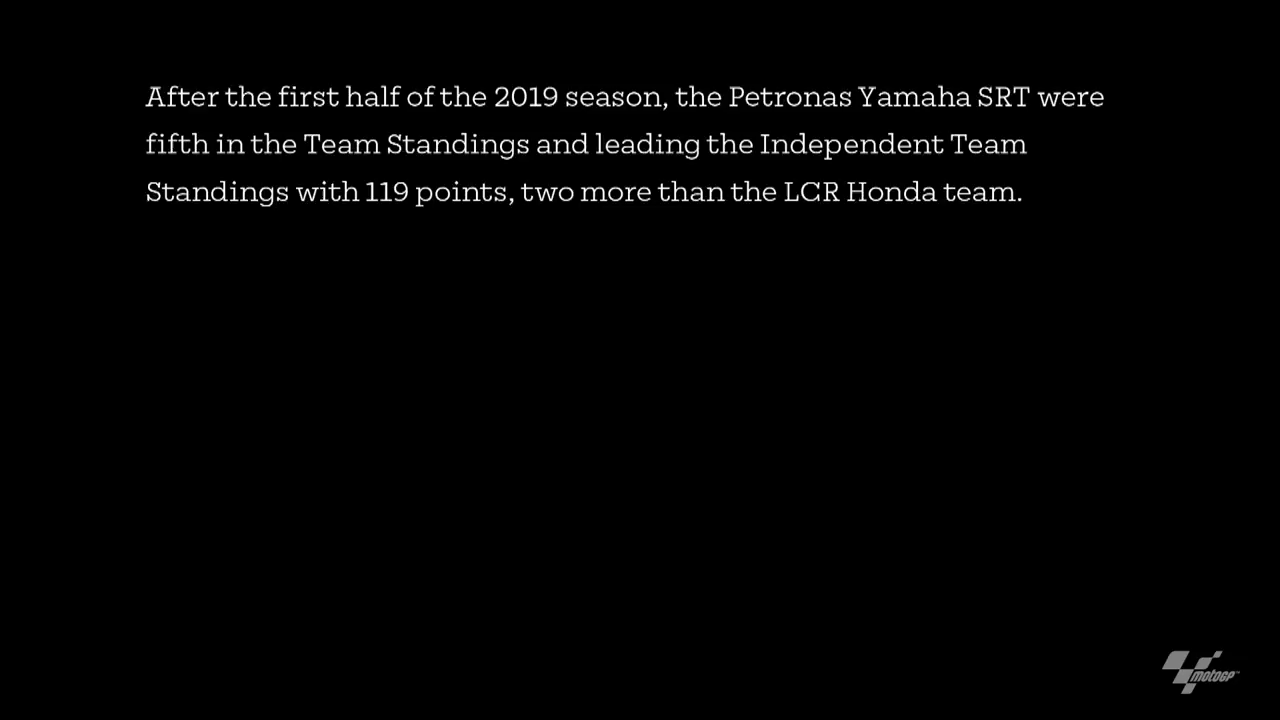 After the first half of the 2019 season, the Petronas Yamaha SRT were
fifth in the Team Standings and leading the Independent Team
Standings with 119 points, two more than the LCR Honda team.
motoGP™